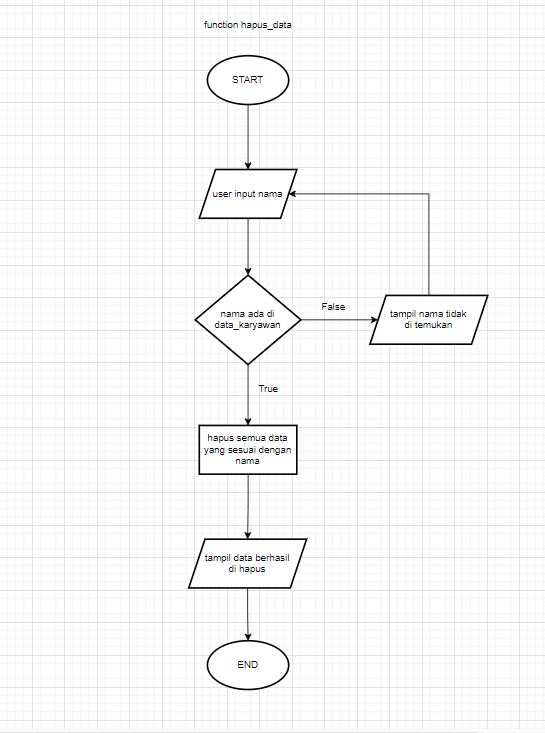 function hapus_data
START
user input nama
nama ada di
data_karyawan
False
tampil nama tidak
di temukan
True
hapus semua data
yang sesuai dengan
nama
tampil data berhasil
di hapus
END